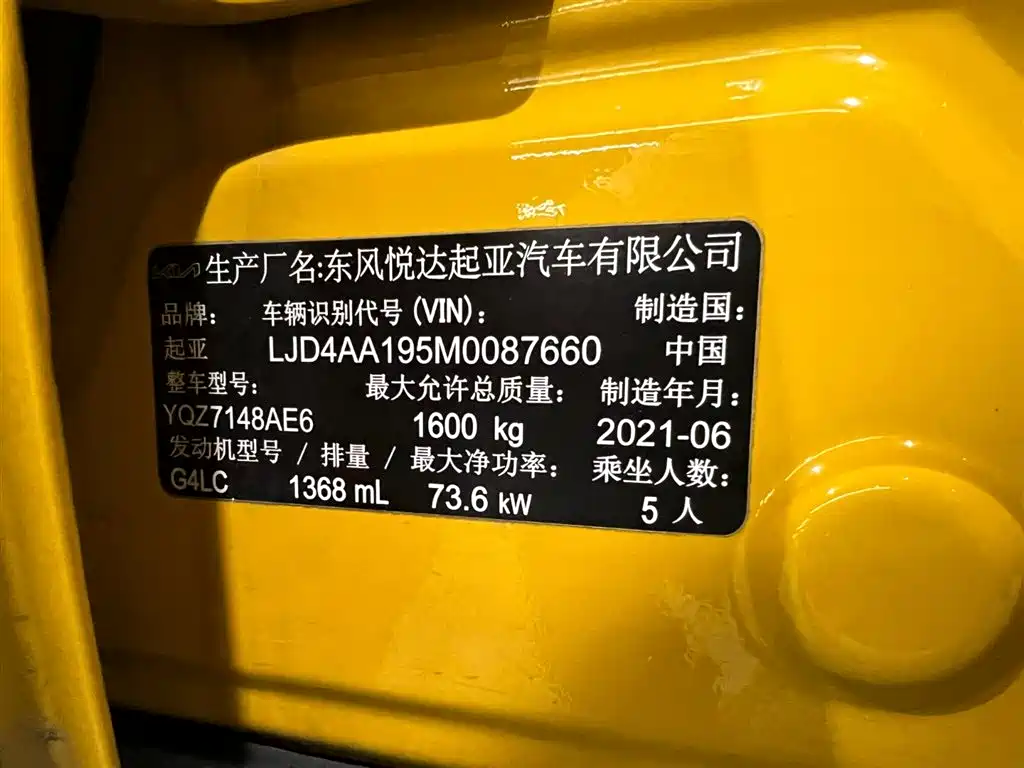 生产厂名:东风悦达起亚汽车有限公司
品牌: 车辆识别代号(VIN): 制造国:
起亚 LJD4AA195M0087660 中国
整车型号: 最大允许总质量: 制造年月:
YQZ7148AE6 1600 kg 2021-06
发动机型号 / 排量 / 最大净功率: 乘坐人数:
G4LC 1368 mL 73.6 kW 5 人